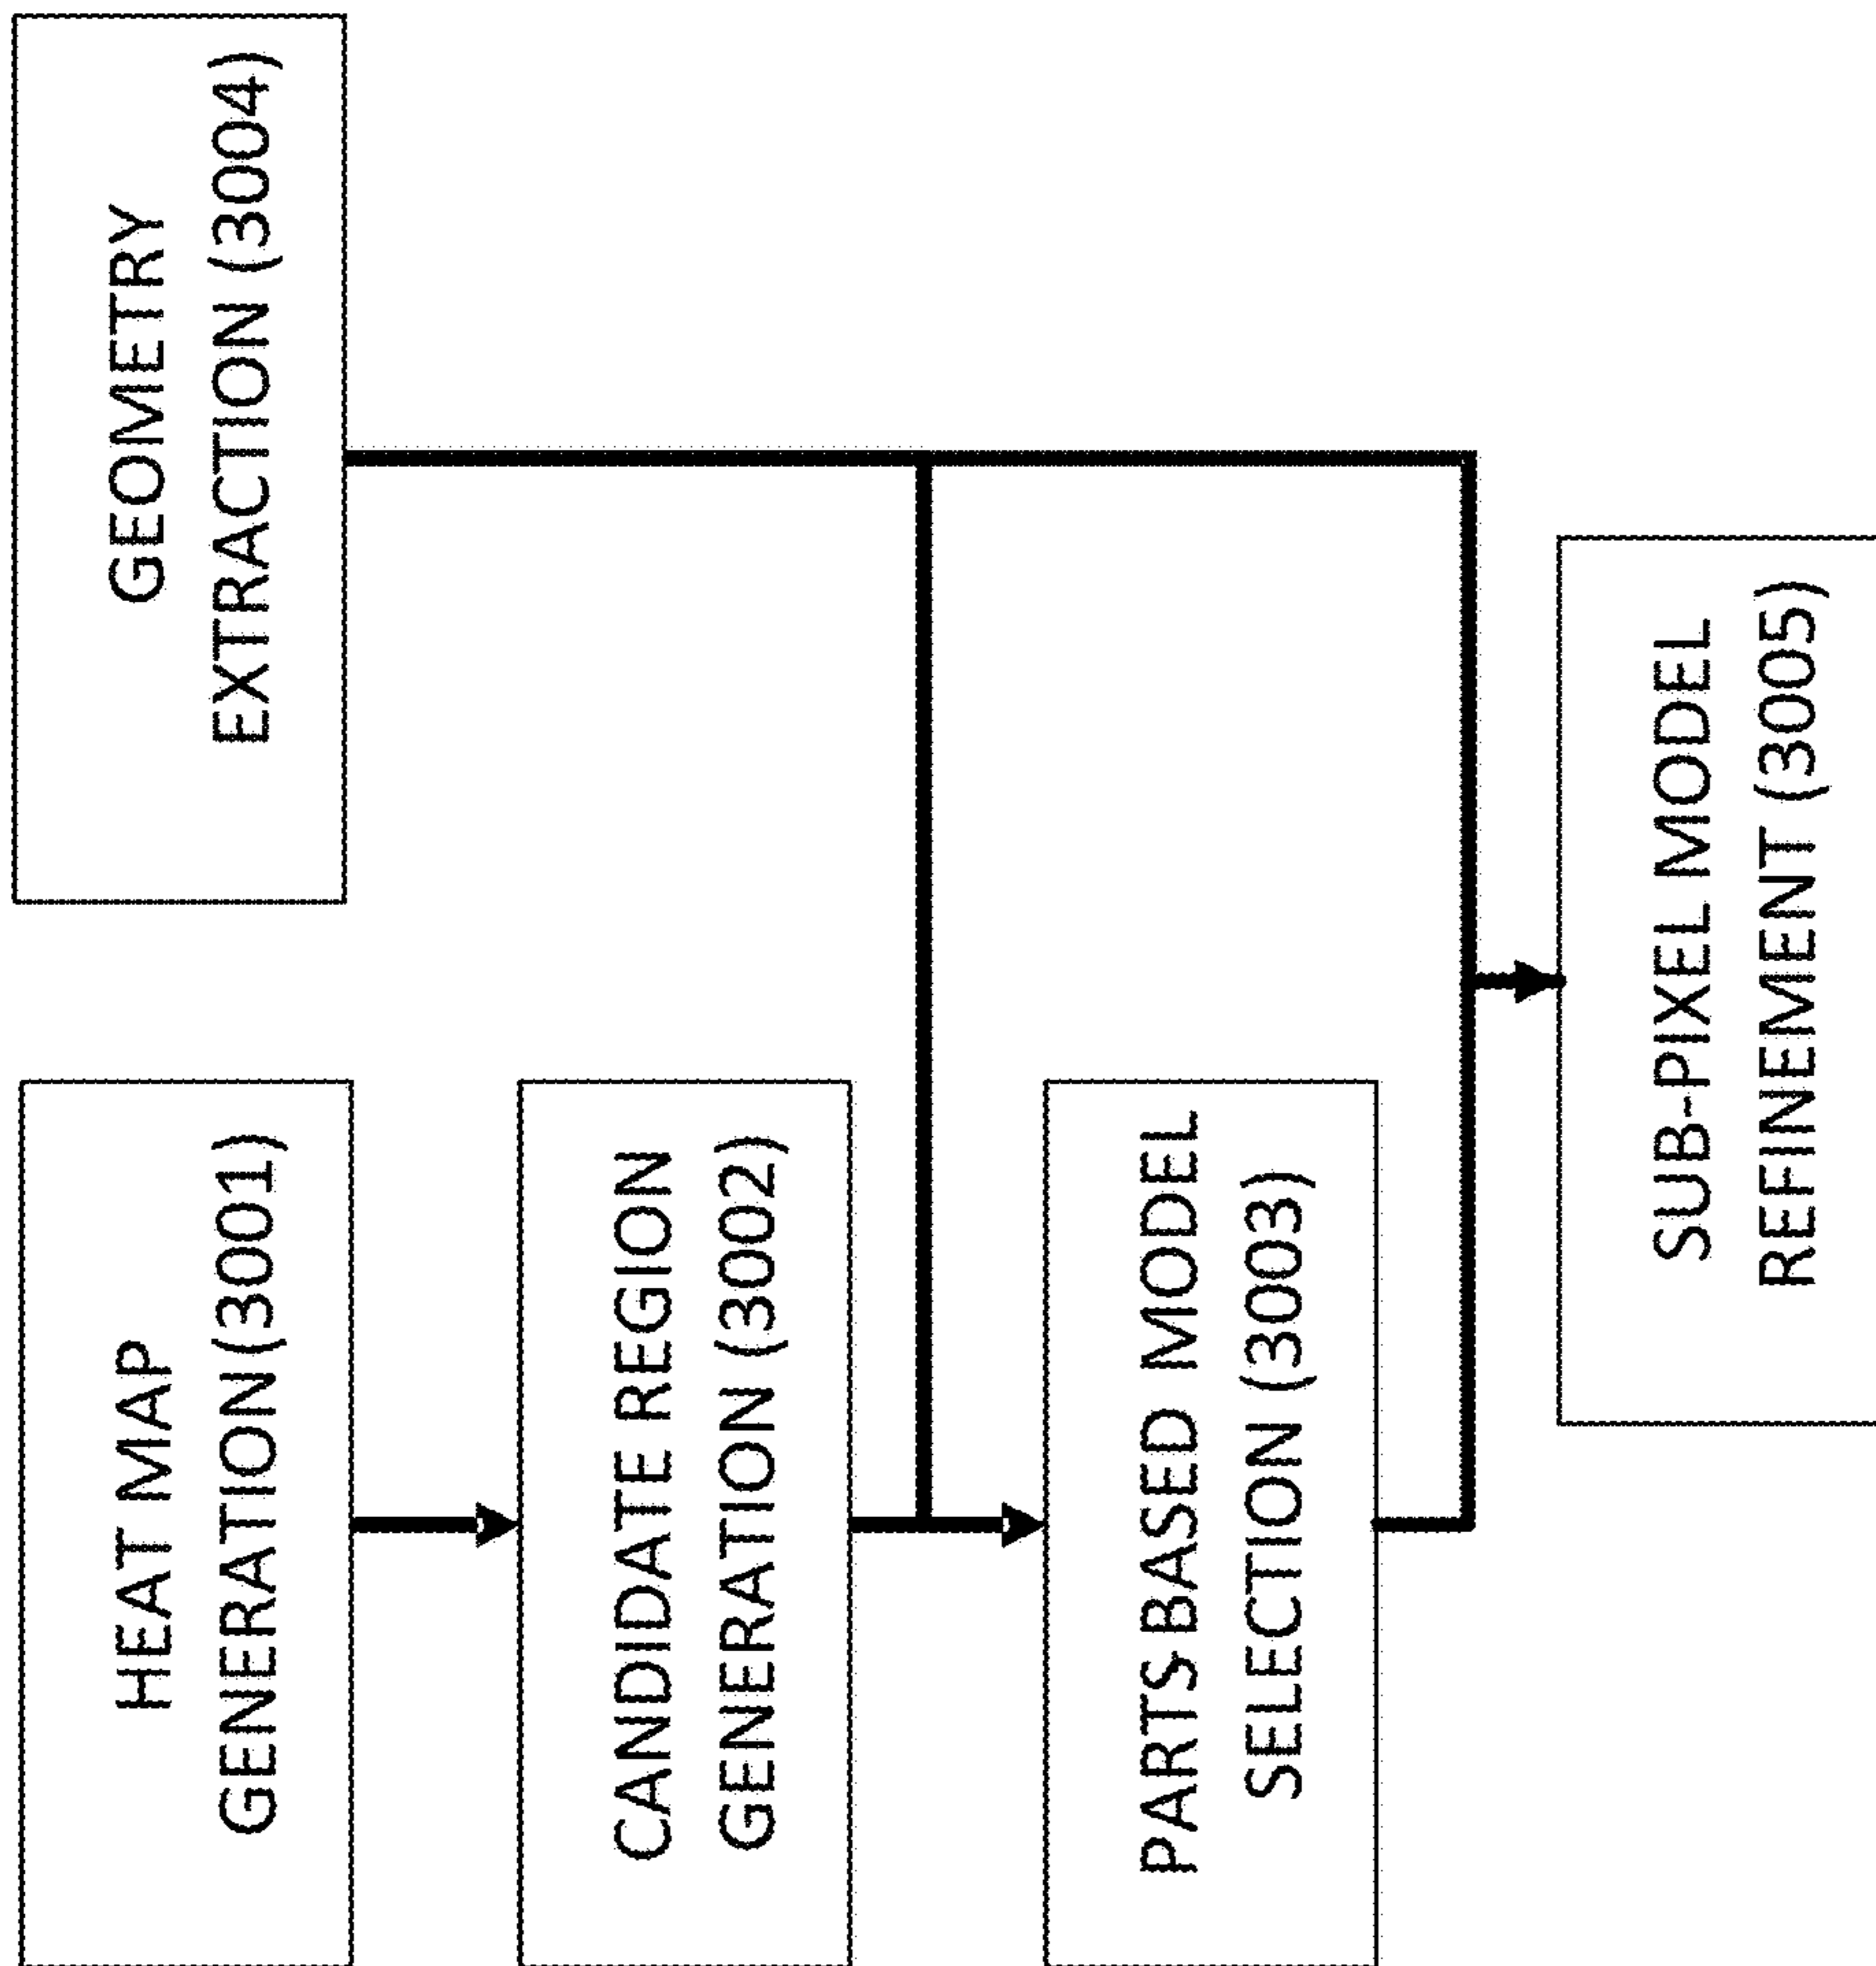 HEAT MAP
GENERATION (3001)
CANDIDATE REGION
GENERATION (3002)
PARTS BASED MODEL
SELECTION (3003)
GEOMETRY
EXTRACTION (3004)
SUB-PIXEL MODEL
REFINEMENT (3005)